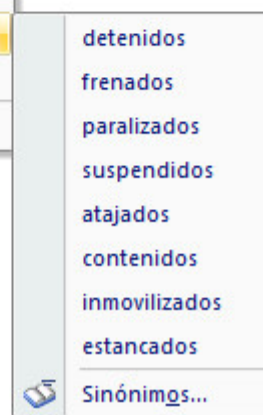 detenidos
frenados
paralizados
suspendidos
atajados
contenidos
inmovilizados
estancados
Sinónimos...